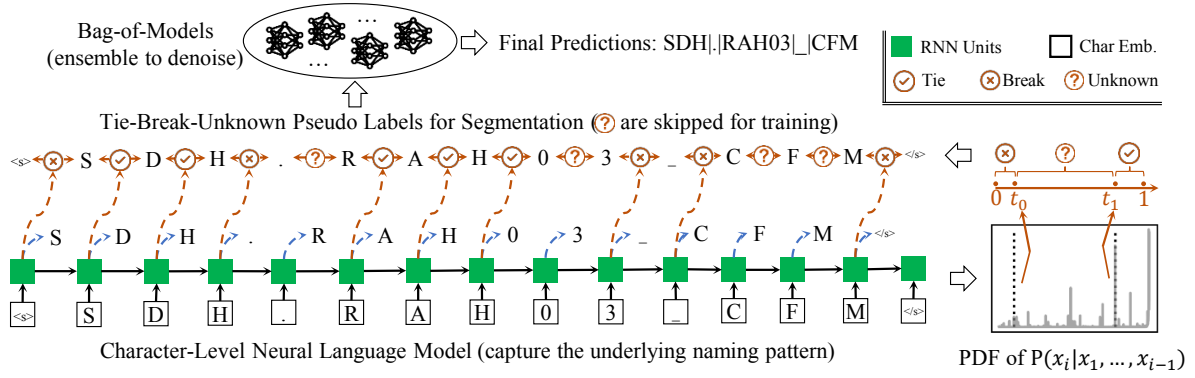 Bag-of-Models
(ensemble to denoise)
... ...
Final Predictions: SDH|.|RAH03|_|CFM
RNN Units Char Emb.
Tie Break ? Unknown
Tie-Break-Unknown Pseudo Labels for Segmentation (? are skipped for training)
<s> S D H . ? R A H 0 ? 3 _ C ? F ? M </s>
?
0 t₀ t₁ 1
S D H . R A H 0 3 _ C F M </s>
<s> S D H . R A H 0 3 _ C F M </s>
Character-Level Neural Language Model (capture the underlying naming pattern)
PDF of P(xᵢ|x₁, ..., xᵢ₋₁)